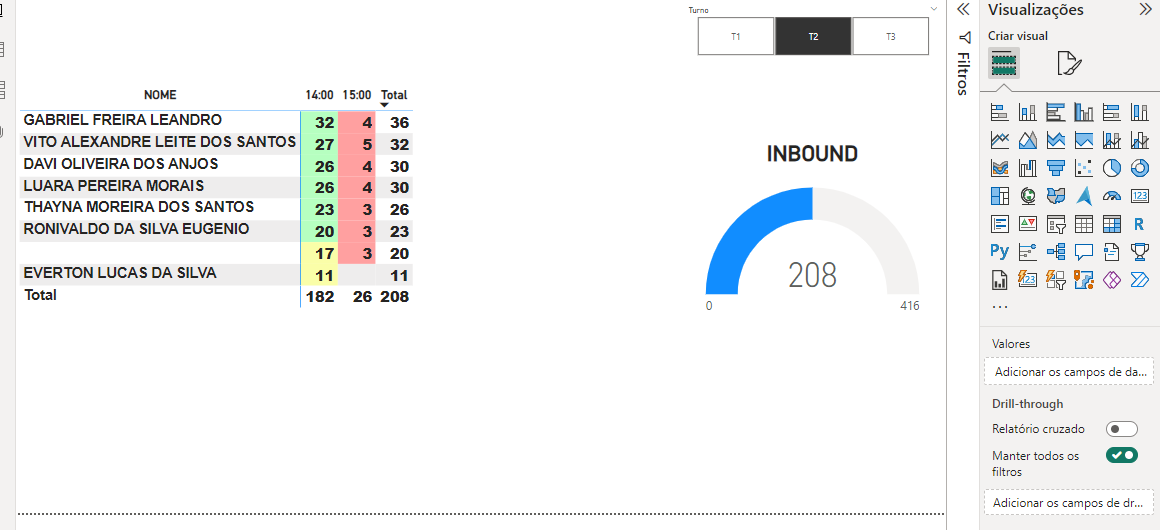 Turno
T1 T2 T3
NOME 14:00 15:00 Total
GABRIEL FREIRA LEANDRO 32 4 36
VITO ALEXANDRE LEITE DOS SANTOS 27 5 32
DAVI OLIVEIRA DOS ANJOS 26 4 30
LUARA PEREIRA MORAIS 26 4 30
THAYNA MOREIRA DOS SANTOS 23 3 26
RONIVALDO DA SILVA EUGENIO 20 3 23
17 3 20
EVERTON LUCAS DA SILVA 11 11
Total 182 26 208
INBOUND
208
0 416
Filtros
Visualizações
Criar visual
123
R
Py
123
...
Valores
Adicionar os campos de da...
Drill-through
Relatório cruzado
Manter todos os
filtros
Adicionar os campos de dr...